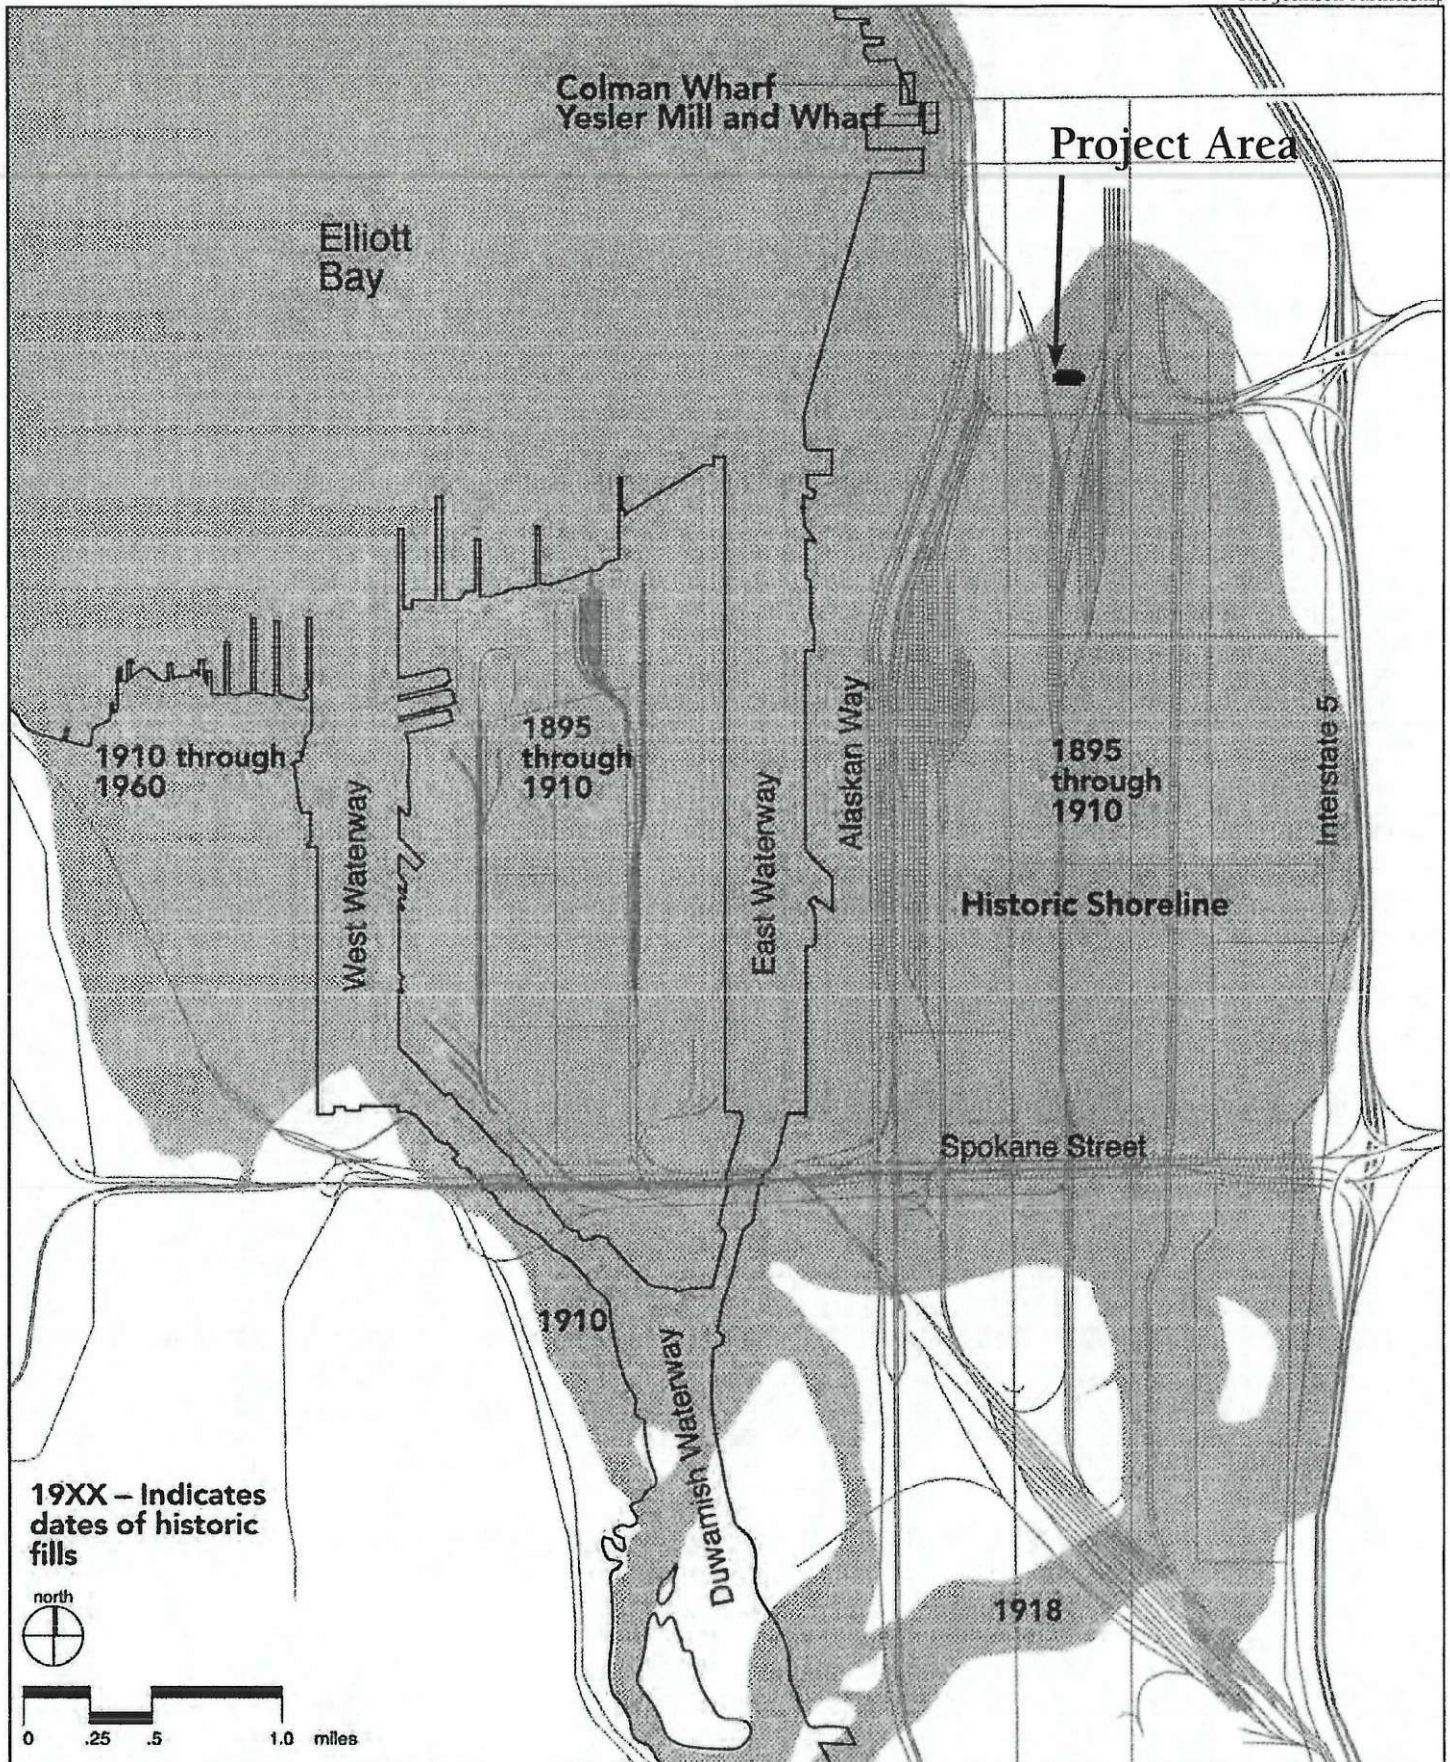 Colman Wharf
Yesler Mill and Wharf
Project Area
Elliott
Bay
1910 through
1960
1895
through
1910
Alaskan Way
1895
through
1910
Interstate 5
West Waterway
East Waterway
Historic Shoreline
Spokane Street
1910
Duwamish Waterway
19XX – Indicates
dates of historic
fills
north
1918
0 .25 .5 1.0 miles